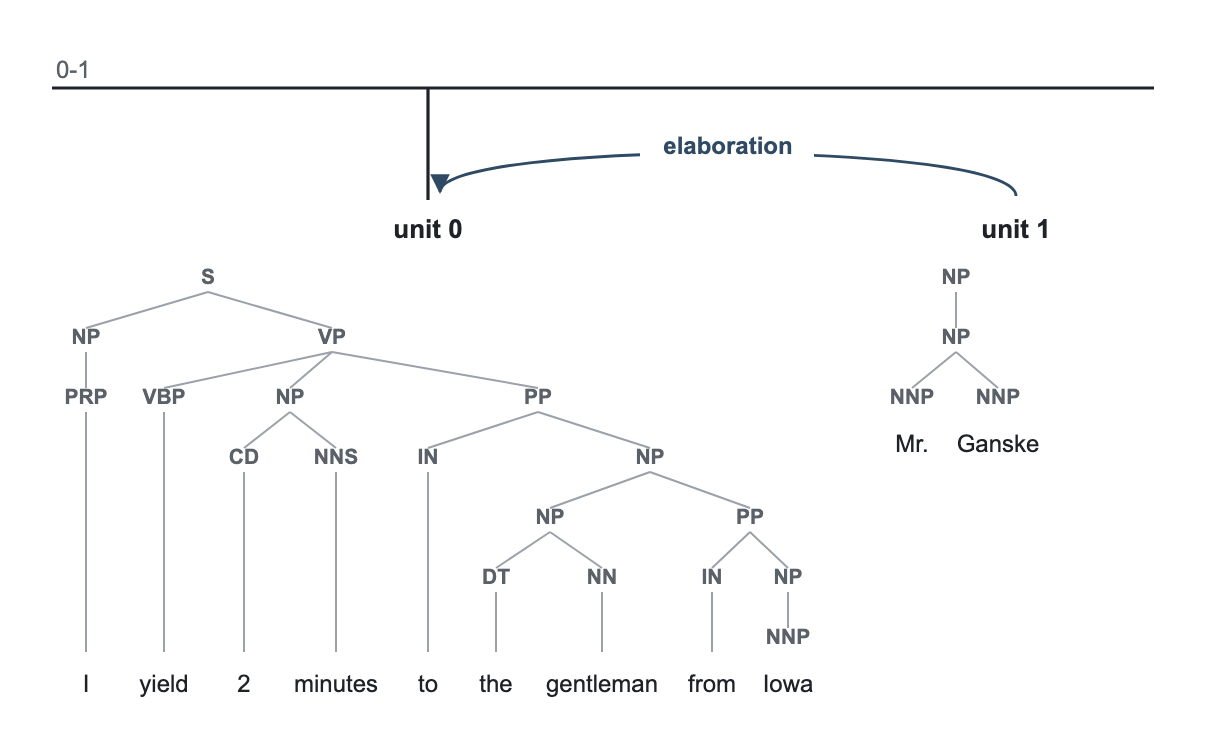 0-1
elaboration
unit 0 unit 1
S NP
NP VP NP
PRP VBP NP PP NNP NNP
Mr. Ganske
CD NNS IN NP
NP PP
DT NN IN NP
NNP
I yield 2 minutes to the gentleman from Iowa